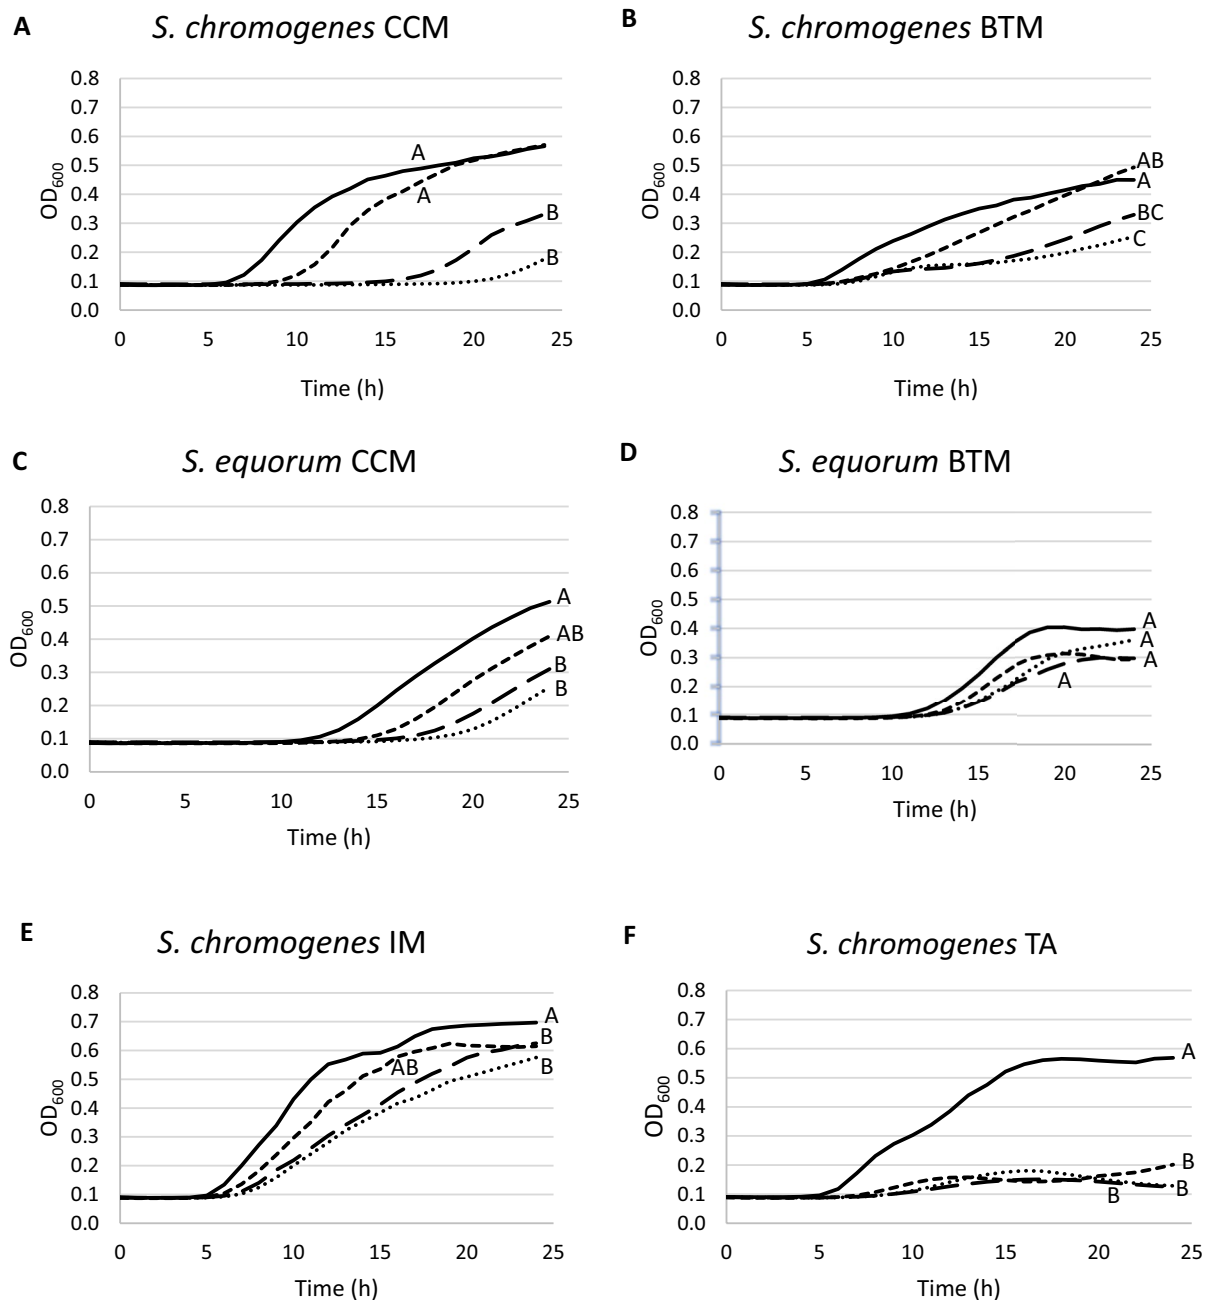 A
S. chromogenes CCM
0.8
0.7
0.6
0.5
0.4
0.3
0.2
0.1
0.0
OD600
A
A
B
B
0 5 10 15 20 25
Time (h)
B
S. chromogenes BTM
0.8
0.7
0.6
0.5
0.4
0.3
0.2
0.1
0.0
OD600
AB
A
BC
C
0 5 10 15 20 25
Time (h)
C
S. equorum CCM
0.8
0.7
0.6
0.5
0.4
0.3
0.2
0.1
0.0
OD600
A
AB
B
B
0 5 10 15 20 25
Time (h)
D
S. equorum BTM
0.8
0.7
0.6
0.5
0.4
0.3
0.2
0.1
0.0
OD600
A
A
A
A
0 5 10 15 20 25
Time (h)
E
S. chromogenes IM
0.8
0.7
0.6
0.5
0.4
0.3
0.2
0.1
0.0
OD600
A
B
AB
B
0 5 10 15 20 25
Time (h)
F
S. chromogenes TA
0.8
0.7
0.6
0.5
0.4
0.3
0.2
0.1
0.0
OD600
A
B
B
B
0 5 10 15 20 25
Time (h)